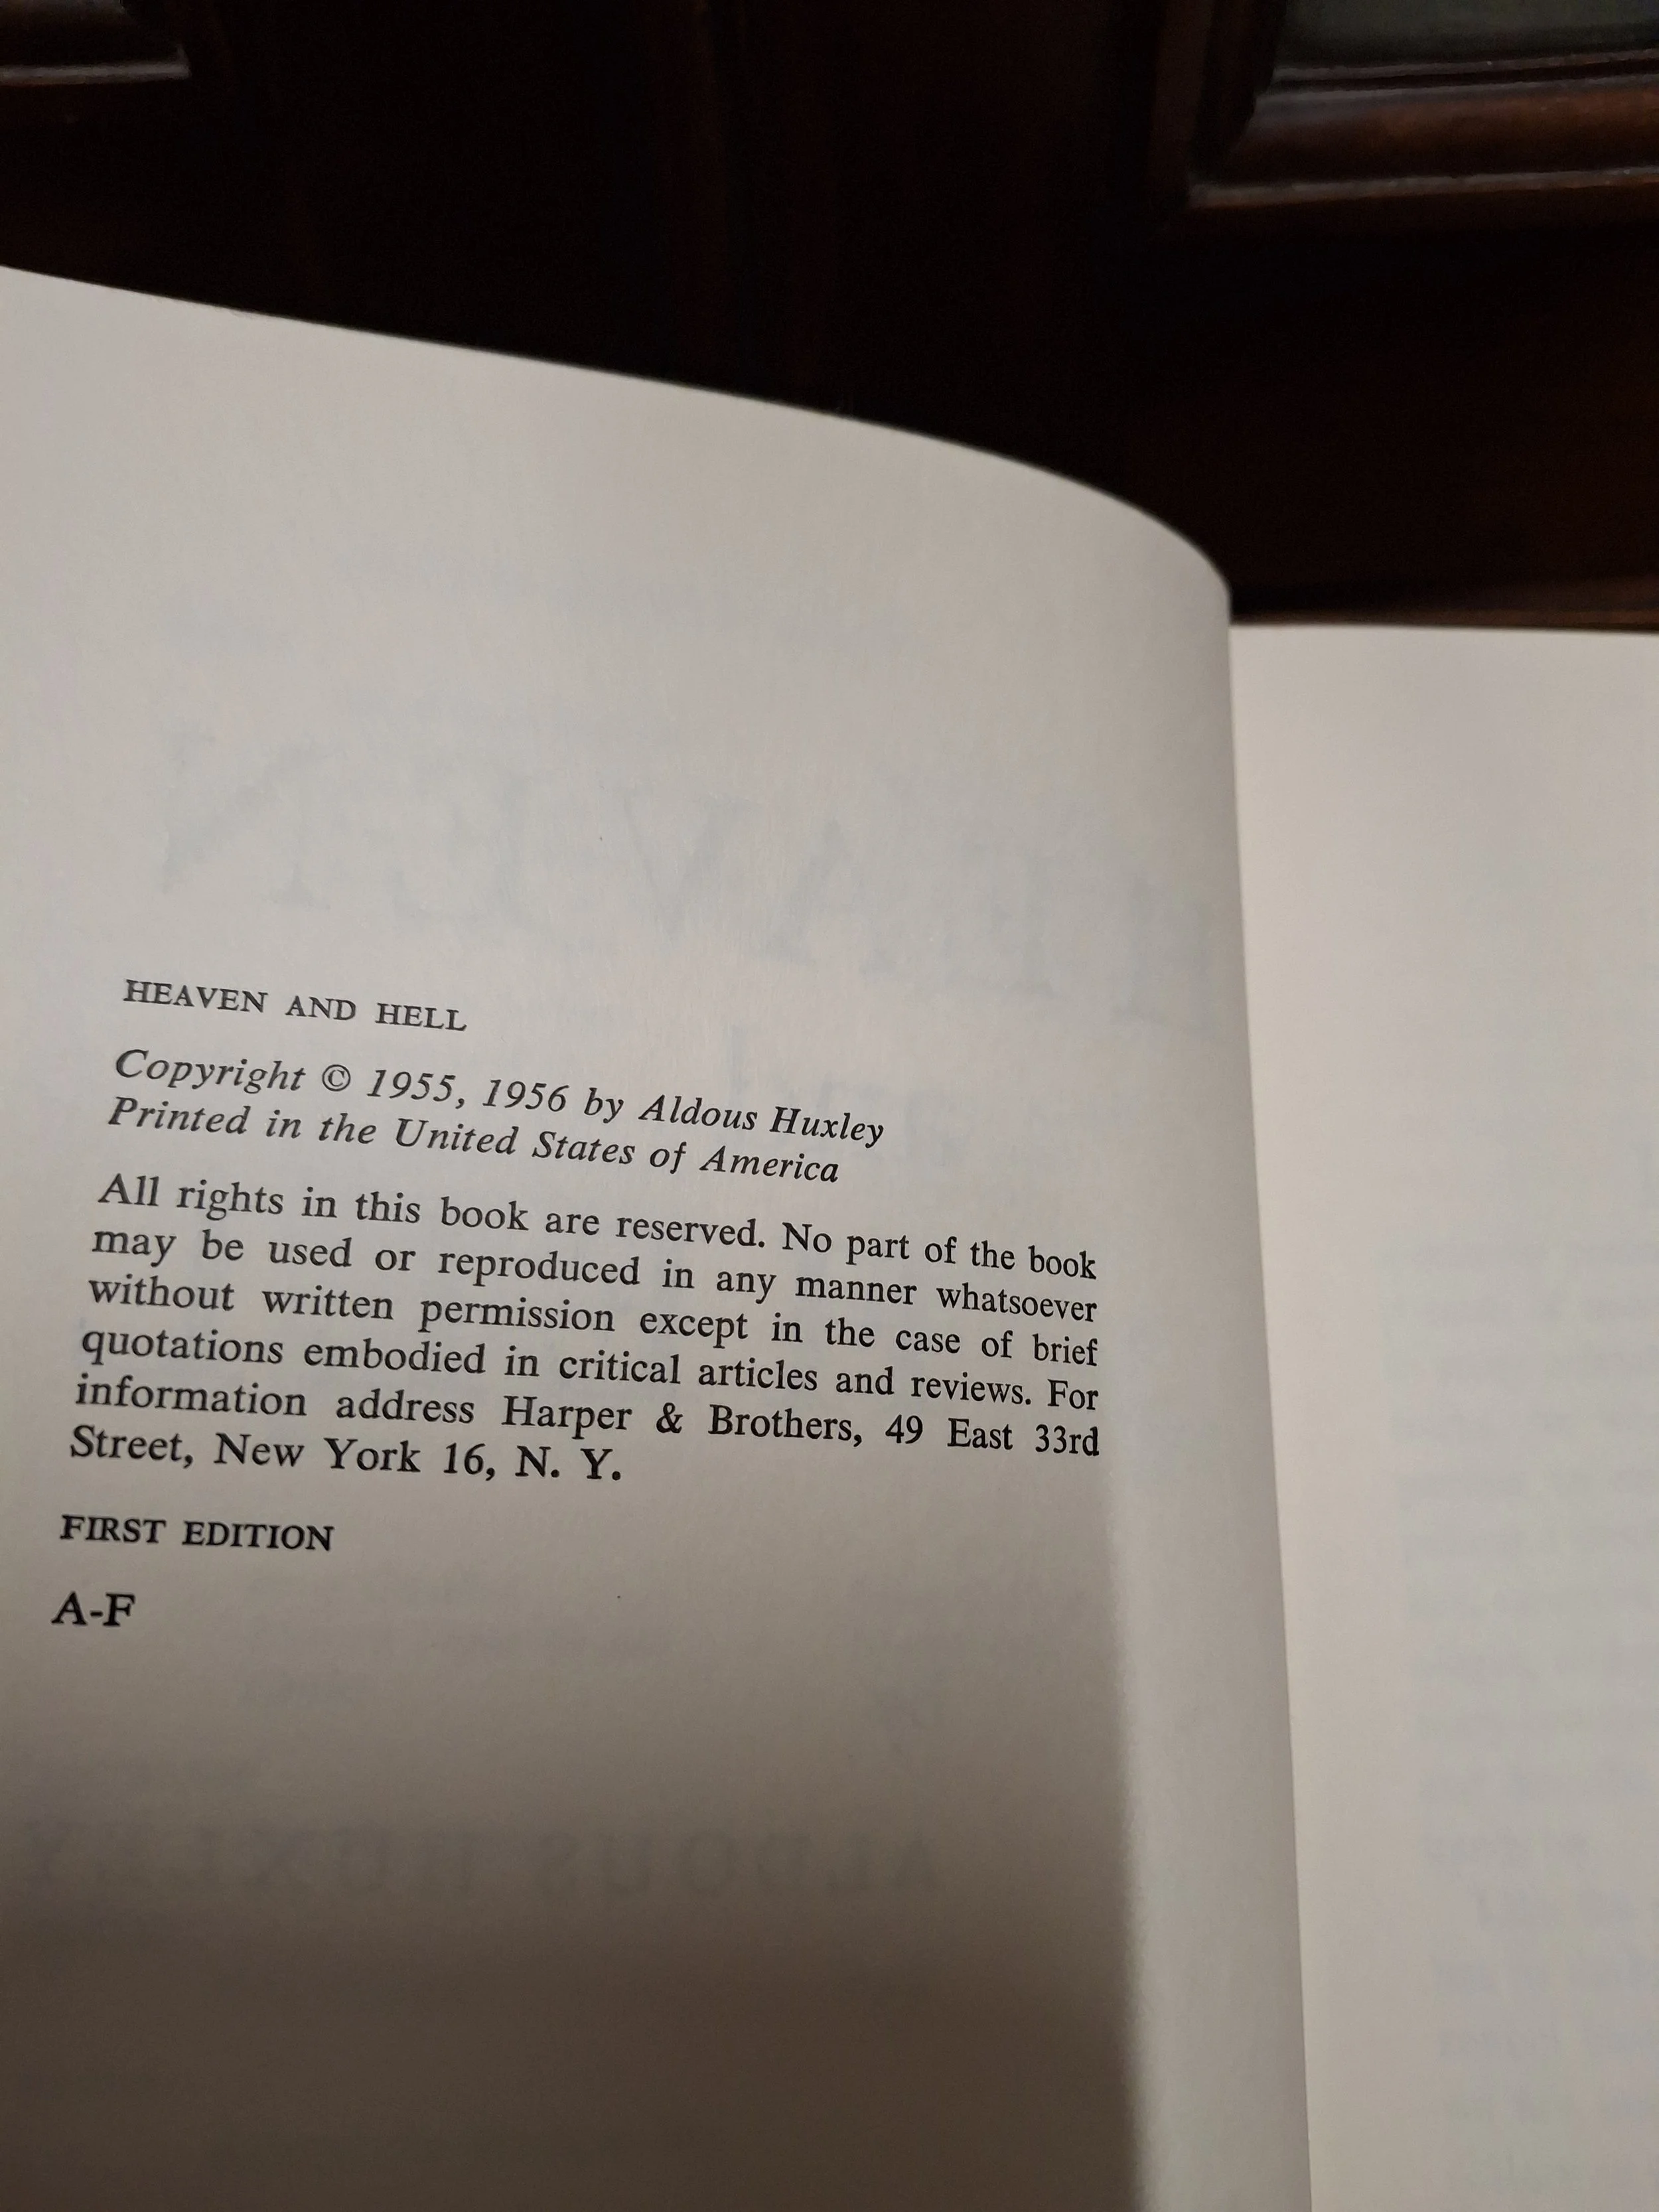 HEAVEN AND HELL
Copyright © 1955, 1956 by Aldous Huxley
Printed in the United States of America
All rights in this book are reserved. No part of the book
may be used or reproduced in any manner whatsoever
without written permission except in the case of brief
quotations embodied in critical articles and reviews. For
information address Harper & Brothers, 49 East 33rd
Street, New York 16, N. Y.
FIRST EDITION
A-F